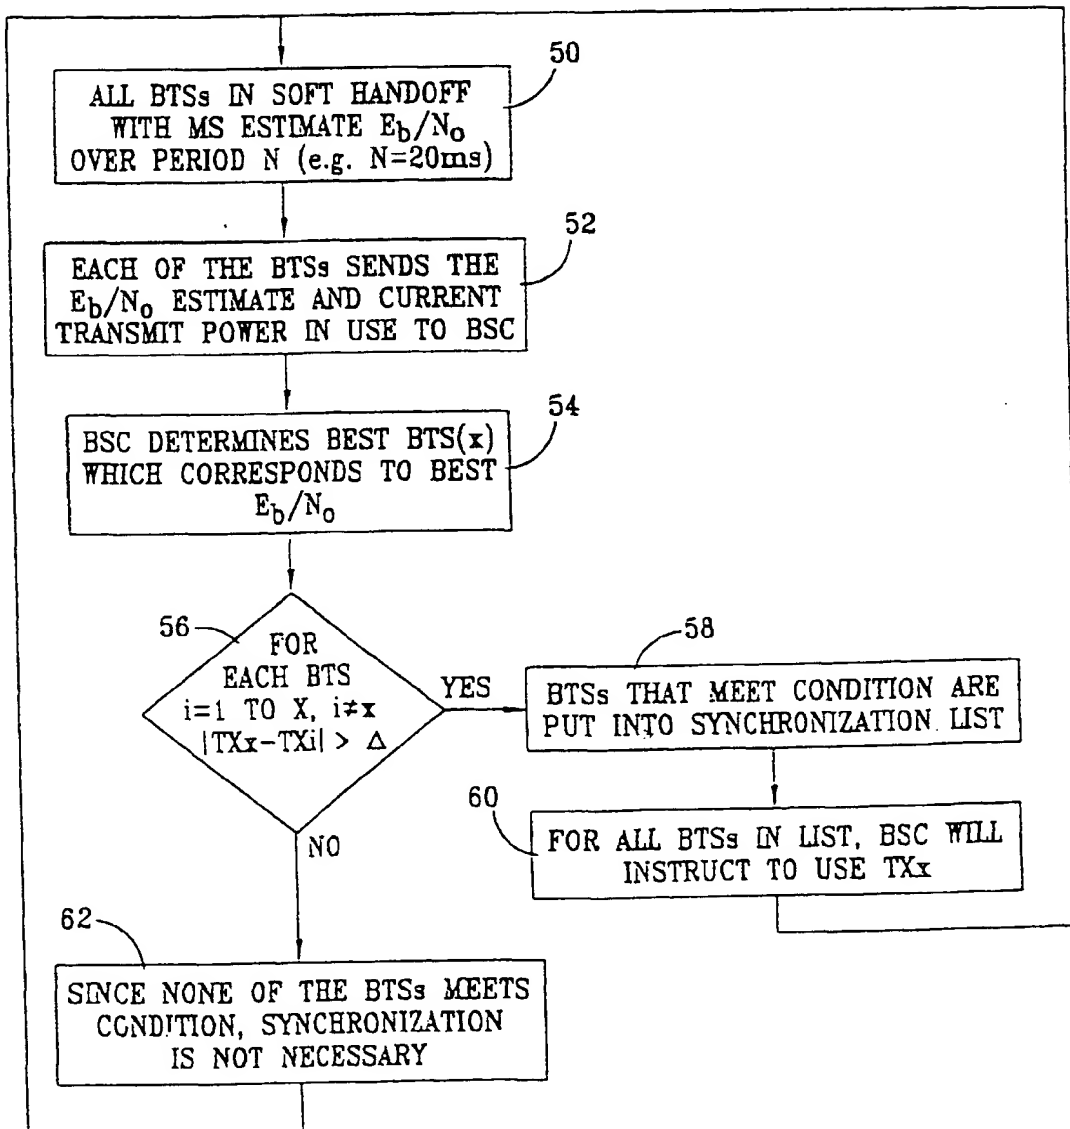 50
ALL BTSs IN SOFT HANDOFF
WITH MS ESTIMATE Eb/No
OVER PERIOD N (e.g. N=20ms)
52
EACH OF THE BTSs SENDS THE
Eb/No ESTIMATE AND CURRENT
TRANSMIT POWER IN USE TO BSC
54
BSC DETERMINES BEST BTS(x)
WHICH CORRESPONDS TO BEST
Eb/No
56
FOR
EACH BTS
i=1 TO X, i≠x
|TXx-TXi| > Δ
YES
NO
58
BTSs THAT MEET CONDITION ARE
PUT INTO SYNCHRONIZATION LIST
60
FOR ALL BTSs IN LIST, BSC WILL
INSTRUCT TO USE TXx
62
SINCE NONE OF THE BTSs MEETS
CONDITION, SYNCHRONIZATION
IS NOT NECESSARY